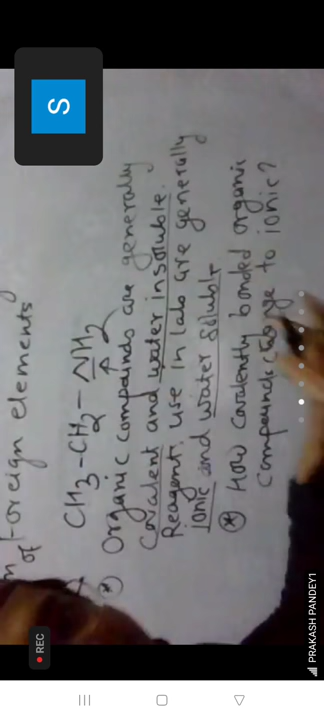 of Foreign elements
CH3-CH2-NH2
* Organic compounds are generally
Covalent and water insoluble.
Reagent use in lab are generally
ionic and water soluble
* How covalently bonded organic
compounds to ionic?
S
REC
PRAKASH PANDEY1